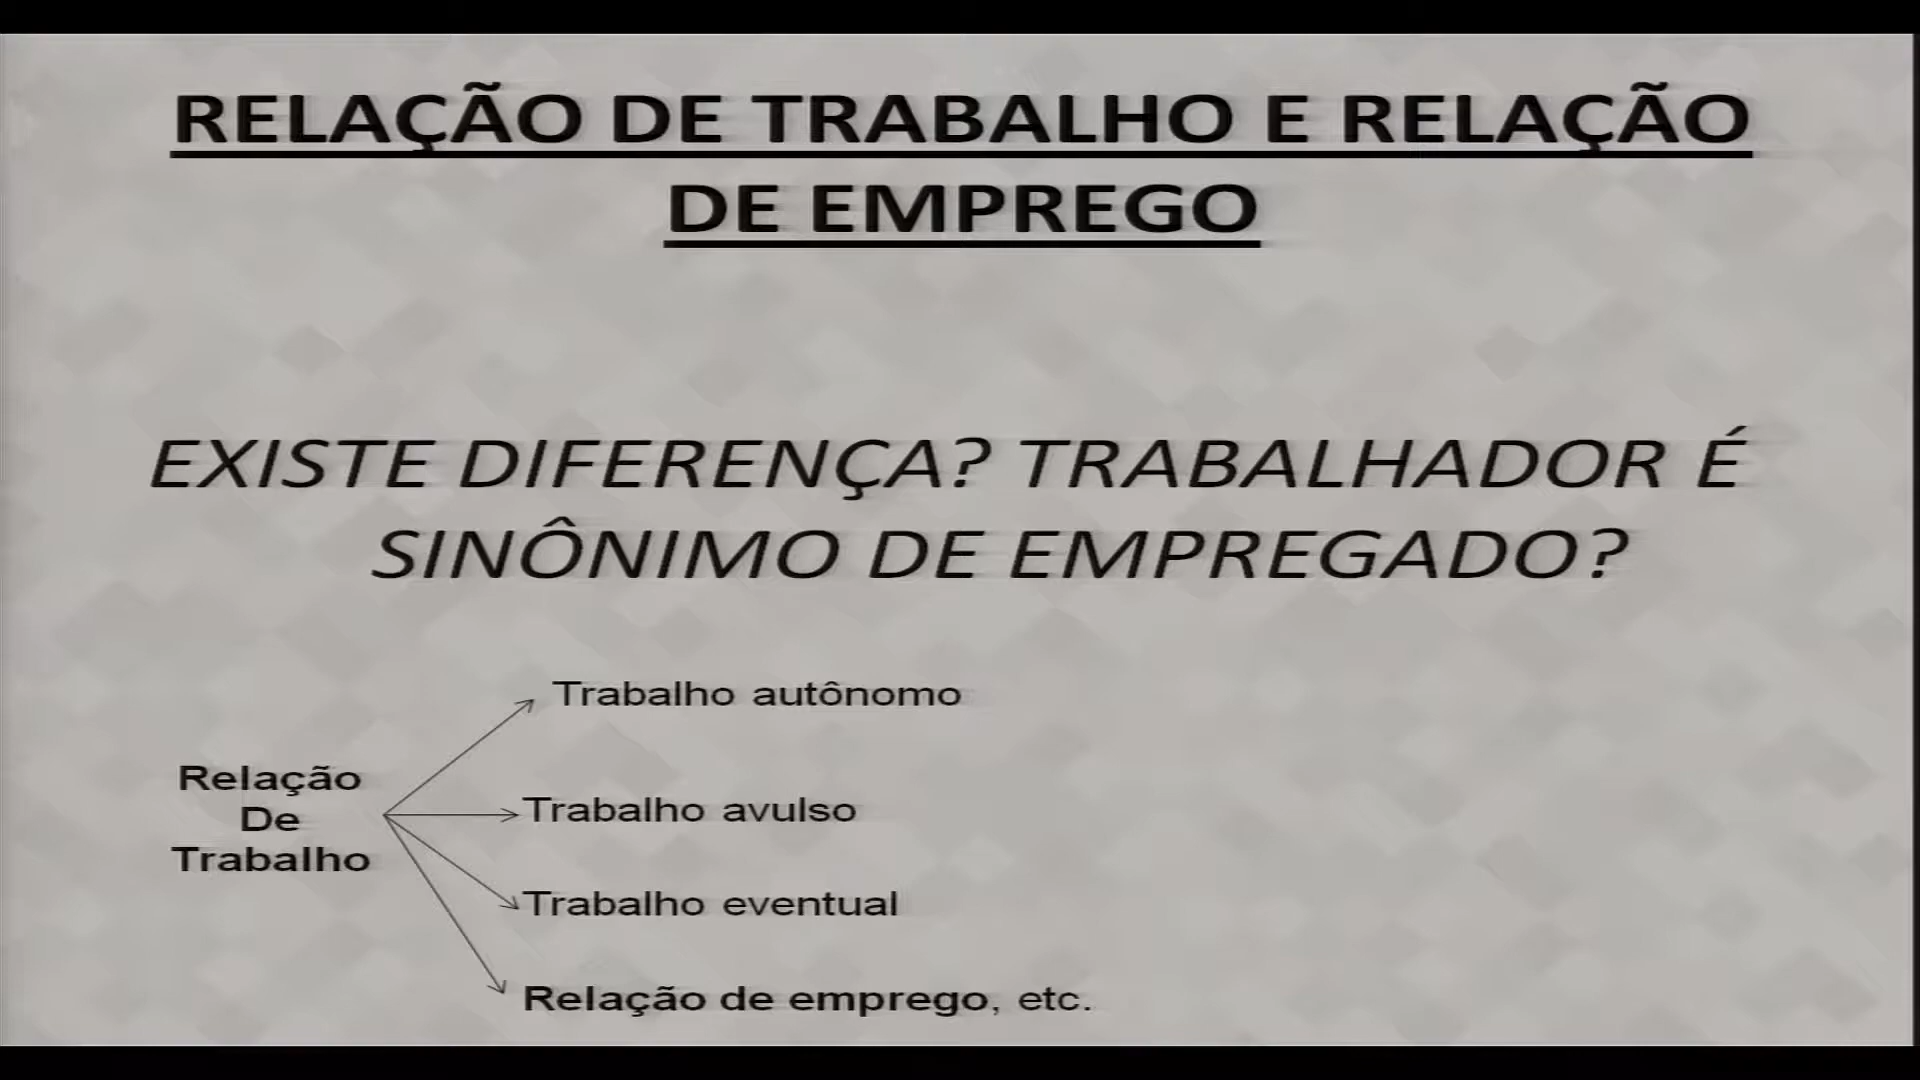 RELAÇÃO DE TRABALHO E RELAÇÃO
DE EMPREGO
EXISTE DIFERENÇA? TRABALHADOR É
SINÔNIMO DE EMPREGADO?
Trabalho autônomo
Relação
De
Trabalho
Trabalho avulso
Trabalho eventual
Relação de emprego, etc.